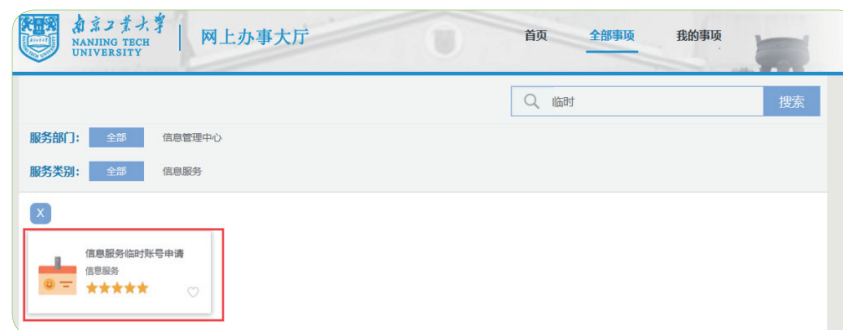 南京工业大学
NANJING TECH
UNIVERSITY
网上办事大厅
首页 全部事项 我的事项
临时 搜索
服务部门： 全部 信息管理中心
服务类别： 全部 信息服务
X
信息服务临时账号申请
信息服务